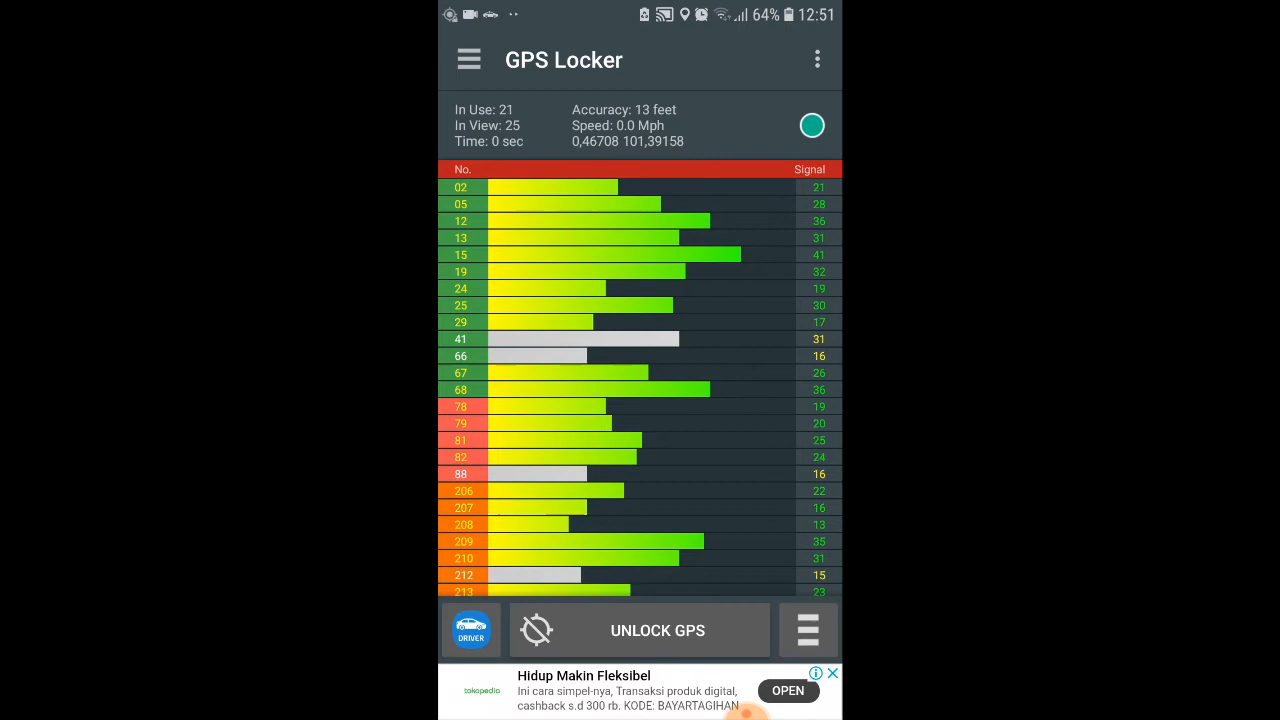 64% 12:51
GPS Locker
In Use: 21 Accuracy: 13 feet
In View: 25 Speed: 0.0 Mph
Time: 0 sec 0,46708 101,39158
No. Signal
02 21
05 28
12 36
13 31
15 41
19 32
24 19
25 30
29 17
41 31
66 16
67 26
68 36
78 19
79 20
81 25
82 24
88 16
206 22
207 16
208 13
209 35
210 31
212 15
213 23
DRIVER
UNLOCK GPS
tokopedia
Hidup Makin Fleksibel
Ini cara simpel-nya, Transaksi produk digital,
cashback s.d 300 rb. KODE: BAYARTAGIHAN
OPEN